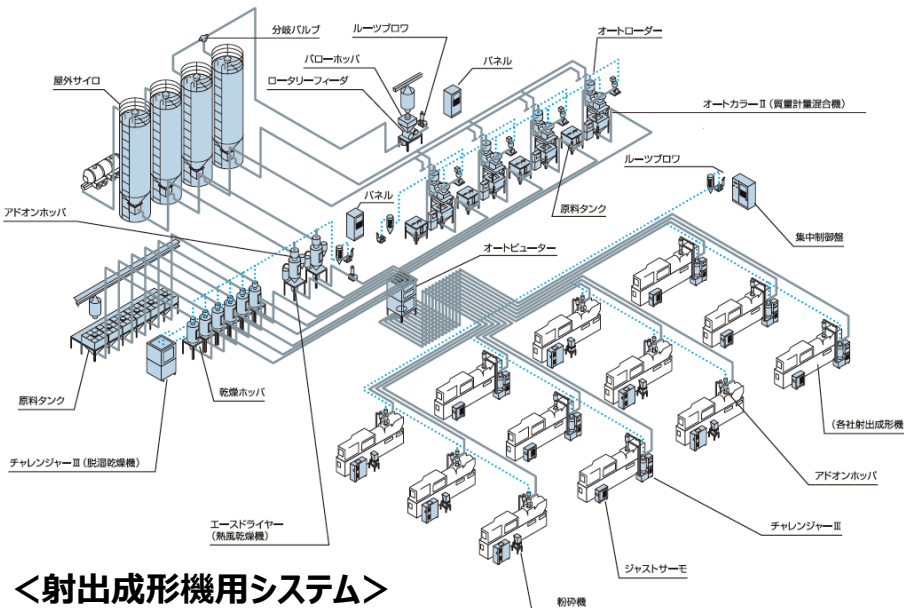 分岐バルブ
ルーツブロワ
オートローダー
バローホッパ
パネル
屋外サイロ
ロータリーフィーダ
オートカラーⅡ（質量計量混合機）
ルーツブロワ
パネル
原料タンク
アドオンホッパ
集中制御盤
オートピューター
原料タンク
乾燥ホッパ
（各社射出成形機
チャレンジャーⅢ（脱湿乾燥機）
アドオンホッパ
エースドライヤー
（熱風乾燥機）
チャレンジャーⅢ
ジャストサーモ
＜射出成形機用システム＞
粉砕機